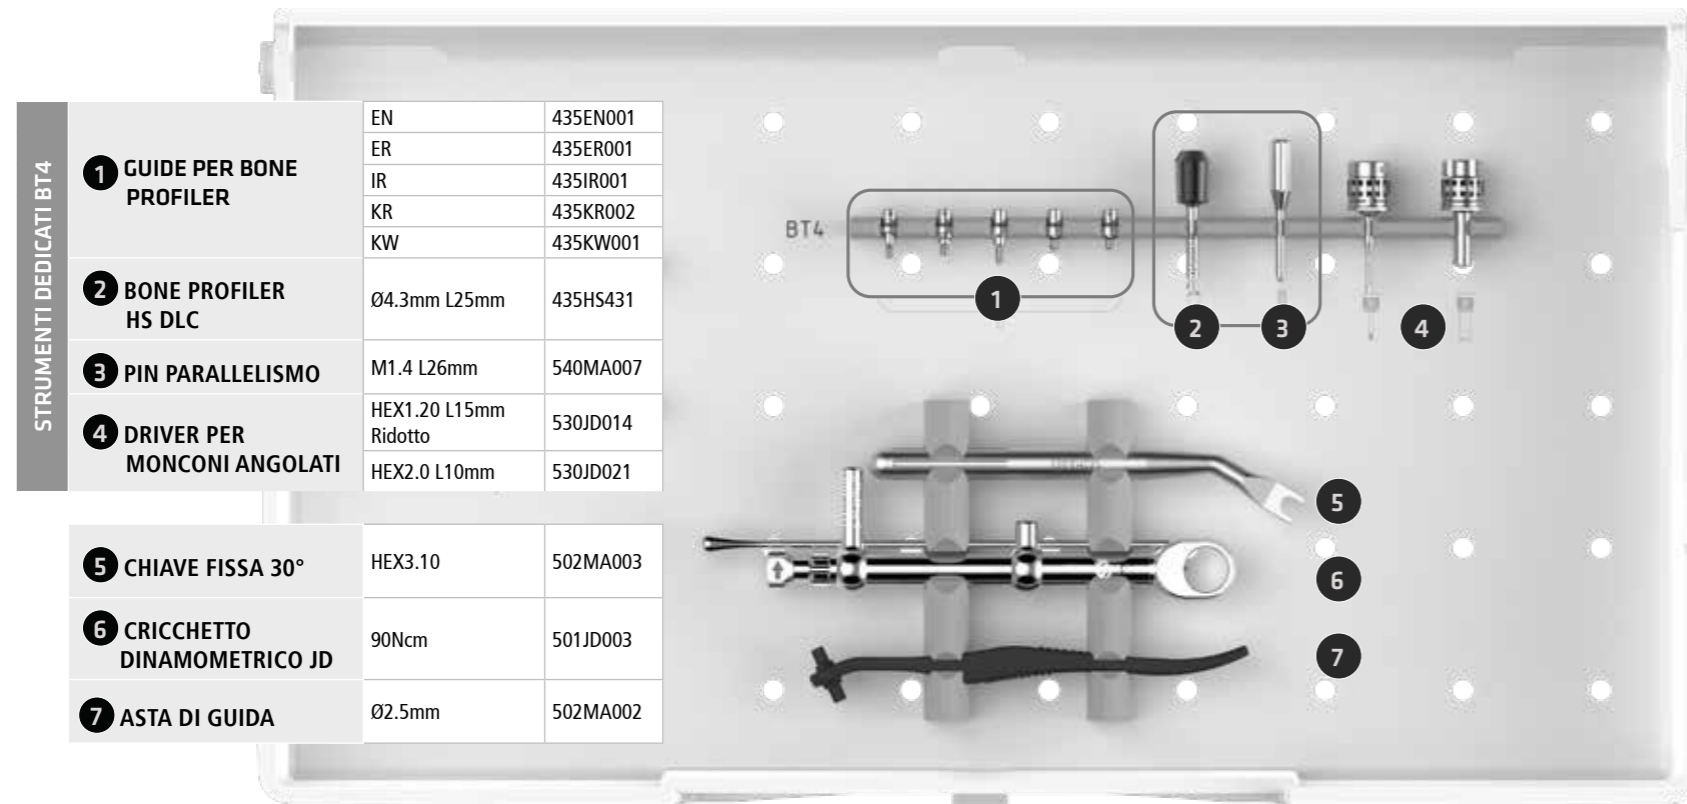 STRUMENTI DEDICATI BT4
1 GUIDE PER BONE
PROFILER
EN 435EN001
ER 435ER001
IR 435IR001
KR 435KR002
KW 435KW001
2 BONE PROFILER
HS DLC
Ø4.3mm L25mm 435HS431
3 PIN PARALLELISMO
M1.4 L26mm 540MA007
4 DRIVER PER
MONCONI ANGOLATI
HEX1.20 L15mm
Ridotto
530JD014
HEX2.0 L10mm 530JD021
5 CHIAVE FISSA 30°
HEX3.10 502MA003
6 CRICCHETTO
DINAMOMETRICO JD
90Ncm 501JD003
7 ASTA DI GUIDA
Ø2.5mm 502MA002
BT4
1
2
3
4
5
6
7